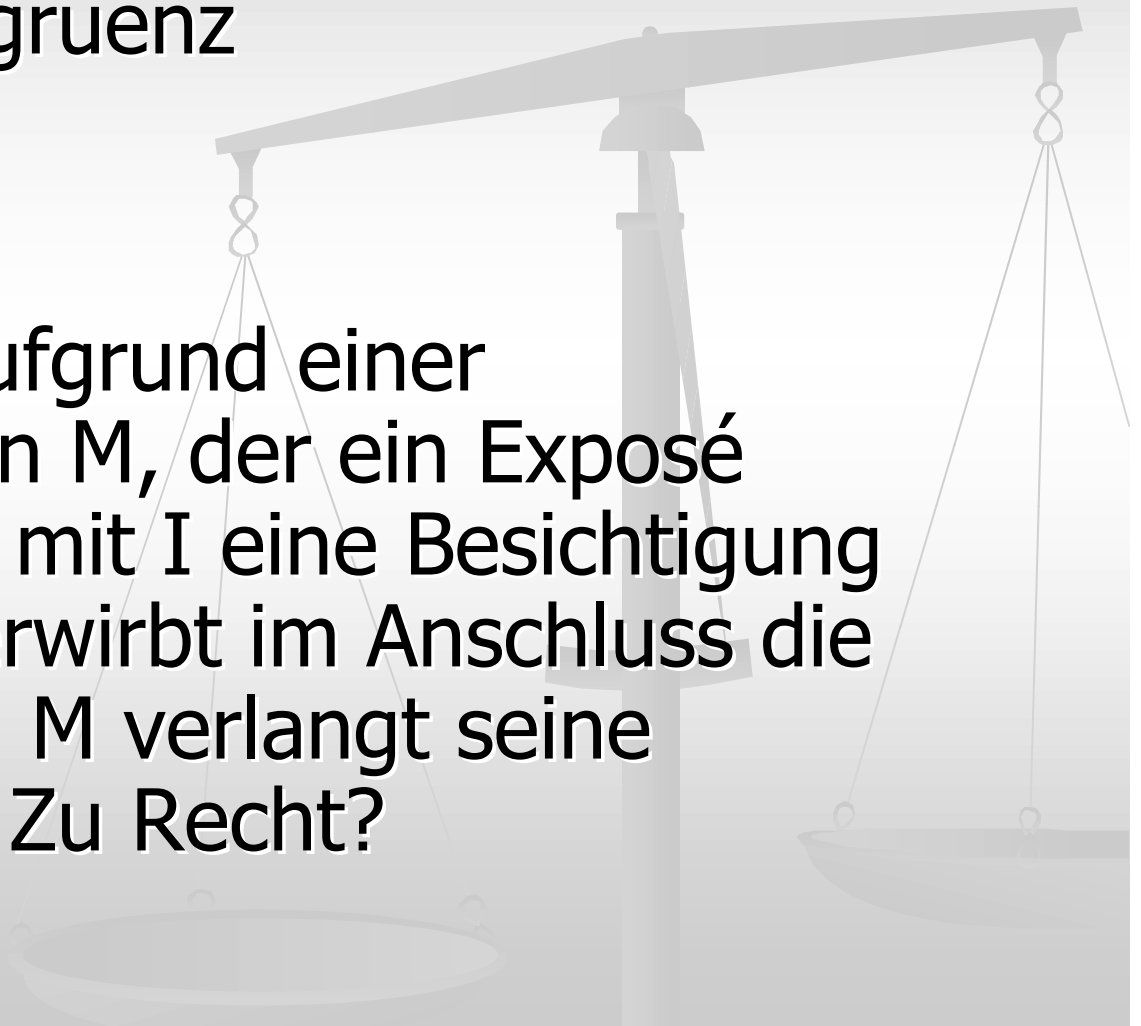 gruenz
ufgrund einer
n M, der ein Exposé
mit I eine Besichtigung
rwirbt im Anschluss die
M verlangt seine
Zu Recht?